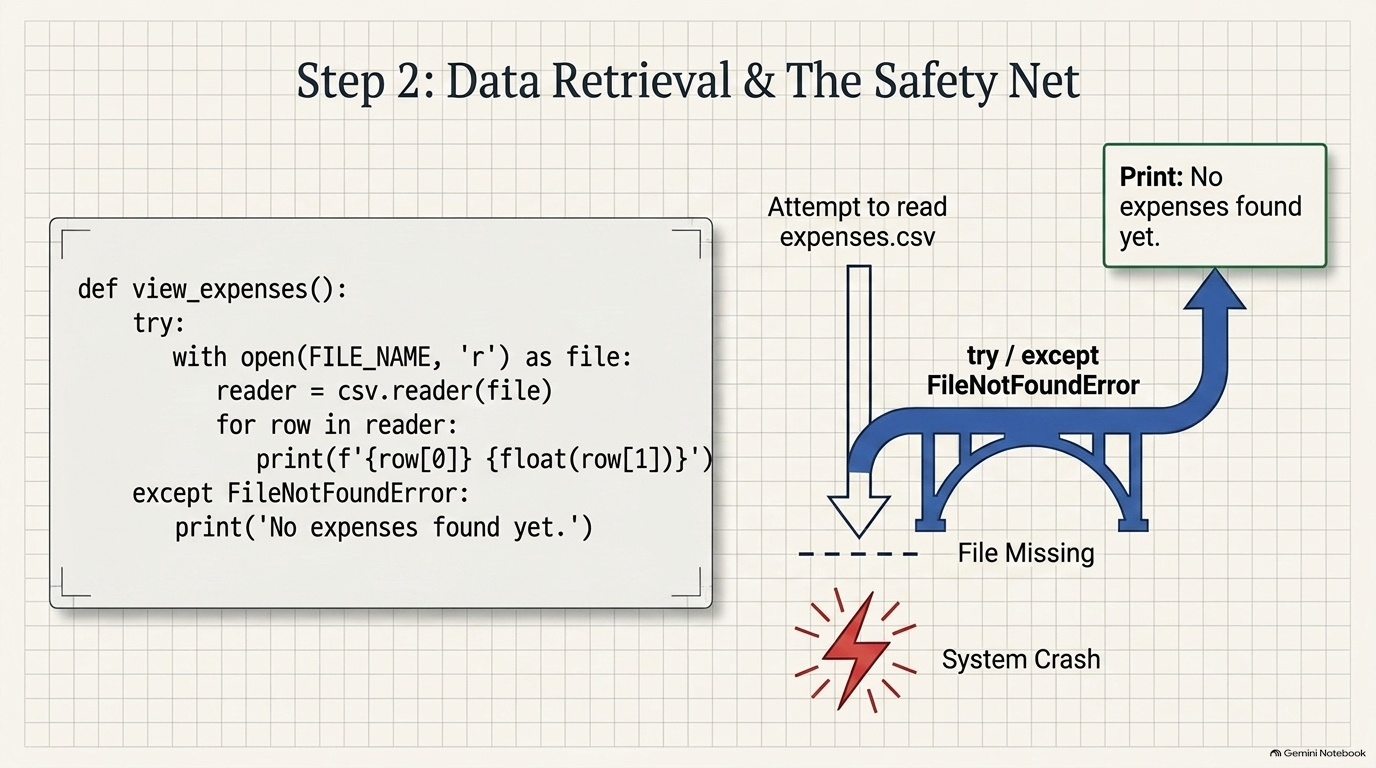 Step 2: Data Retrieval & The Safety Net
def view_expenses():
    try:
        with open(FILE_NAME, 'r') as file:
            reader = csv.reader(file)
            for row in reader:
                print(f'{row[0]} {float(row[1])}')
    except FileNotFoundError:
        print('No expenses found yet.')
Attempt to read
expenses.csv
Print: No
expenses found
yet.
try / except
FileNotFoundError
File Missing
System Crash
Gemini Notebook